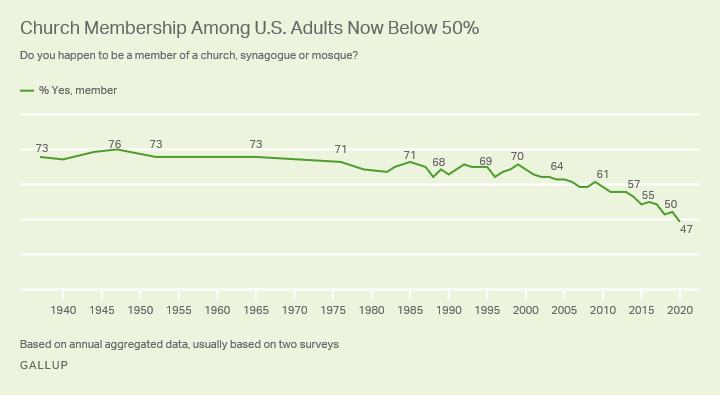 Church Membership Among U.S. Adults Now Below 50%
Do you happen to be a member of a church, synagogue or mosque?
% Yes, member
73 76 73 73 71 71 68 69 70 64 61 57 55 50 47
1940 1945 1950 1955 1960 1965 1970 1975 1980 1985 1990 1995 2000 2005 2010 2015 2020
Based on annual aggregated data, usually based on two surveys
GALLUP